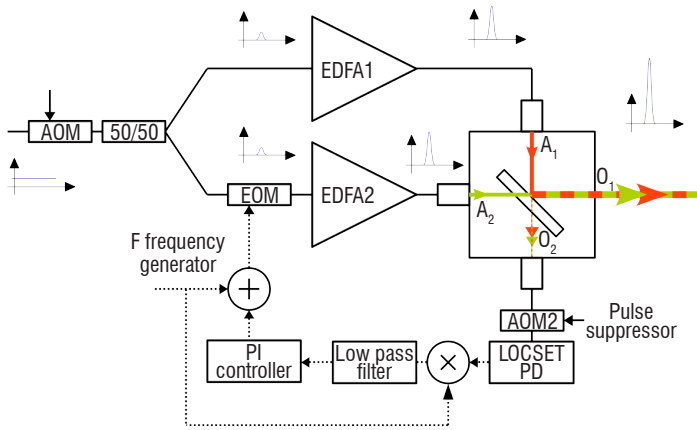 EDFA1
AOM
50/50
A1
O1
EOM
EDFA2
A2
O2
F frequency
generator
+
AOM2
Pulse
suppressor
PI
controller
Low pass
filter
×
LOCSET
PD